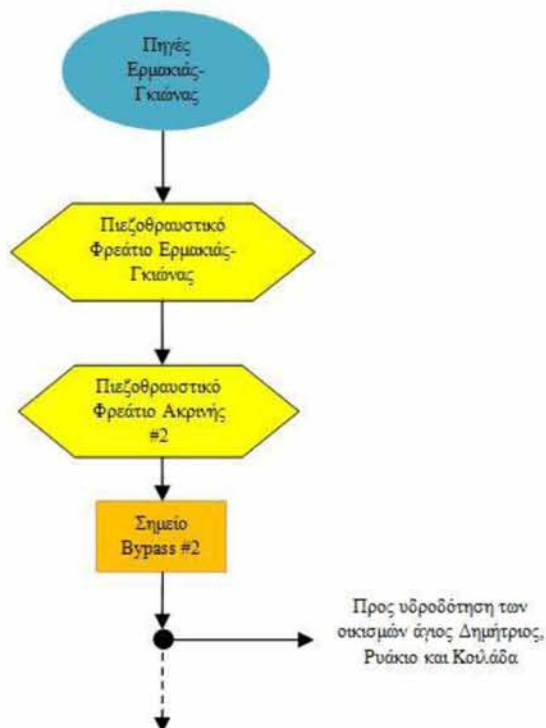 Πηγές
Ερμακιάς-
Γκιώνας
Πιεζοθραυστικό
Φρεάτιο Ερμακιάς-
Γκιώνας
Πιεζοθραυστικό
Φρεάτιο Ακρινής
#2
Σημείο
Bypass #2
Προς υδροδότηση των
οικισμών άγιος Δημήτριος,
Ρυάκιο και Κοιλάδα